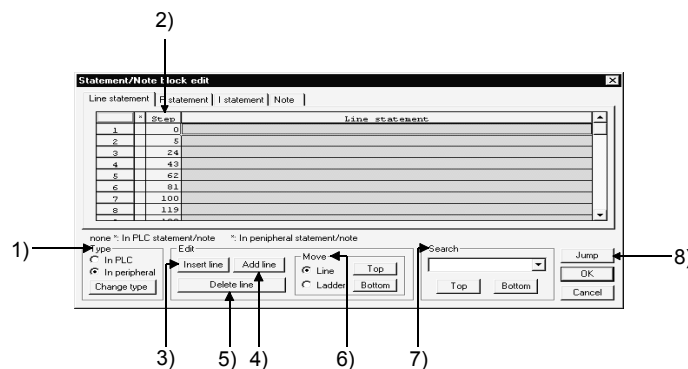 2)
Statement/Note block edit
Line statement P statement I statement Note
* Step Line statement
1 0
2 5
3 24
4 43
5 62
6 81
7 100
8 119
none *: In PLC statement/note *: In peripheral statement/note
1) Type Edit Move 7) Search
In PLC Insert line Add line Line Top Jump 8)
In peripheral Ladder Bottom OK
Change type Delete line Top Bottom Cancel
3) 5) 4) 6) 7)